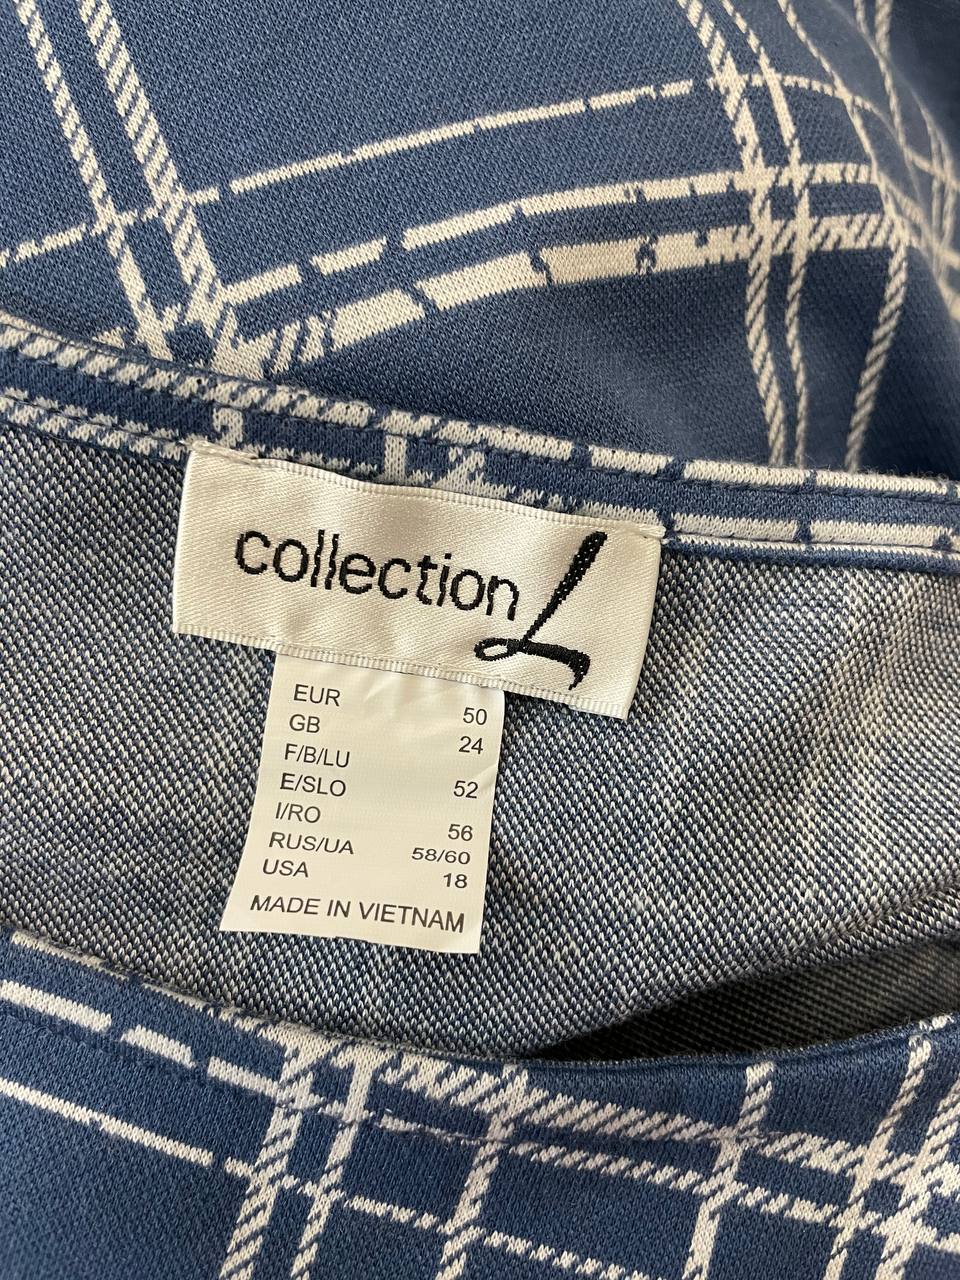 collection L
EUR 50
GB 24
F/B/LU
E/SLO 52
I/RO 56
RUS/UA 58/60
USA 18
MADE IN VIETNAM